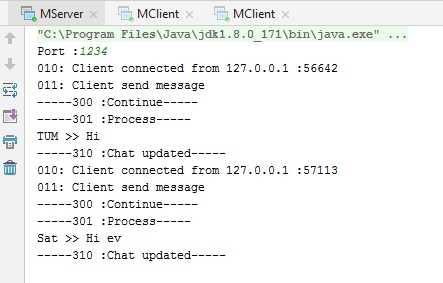 MServer MClient MClient
"C:\Program Files\Java\jdk1.8.0_171\bin\java.exe" ...
Port :1234
010: Client connected from 127.0.0.1 :56642
011: Client send message
-----300 :Continue-----
-----301 :Process-----
TUM >> Hi
-----310 :Chat updated-----
010: Client connected from 127.0.0.1 :57113
011: Client send message
-----300 :Continue-----
-----301 :Process-----
Sat >> Hi ev
-----310 :Chat updated-----